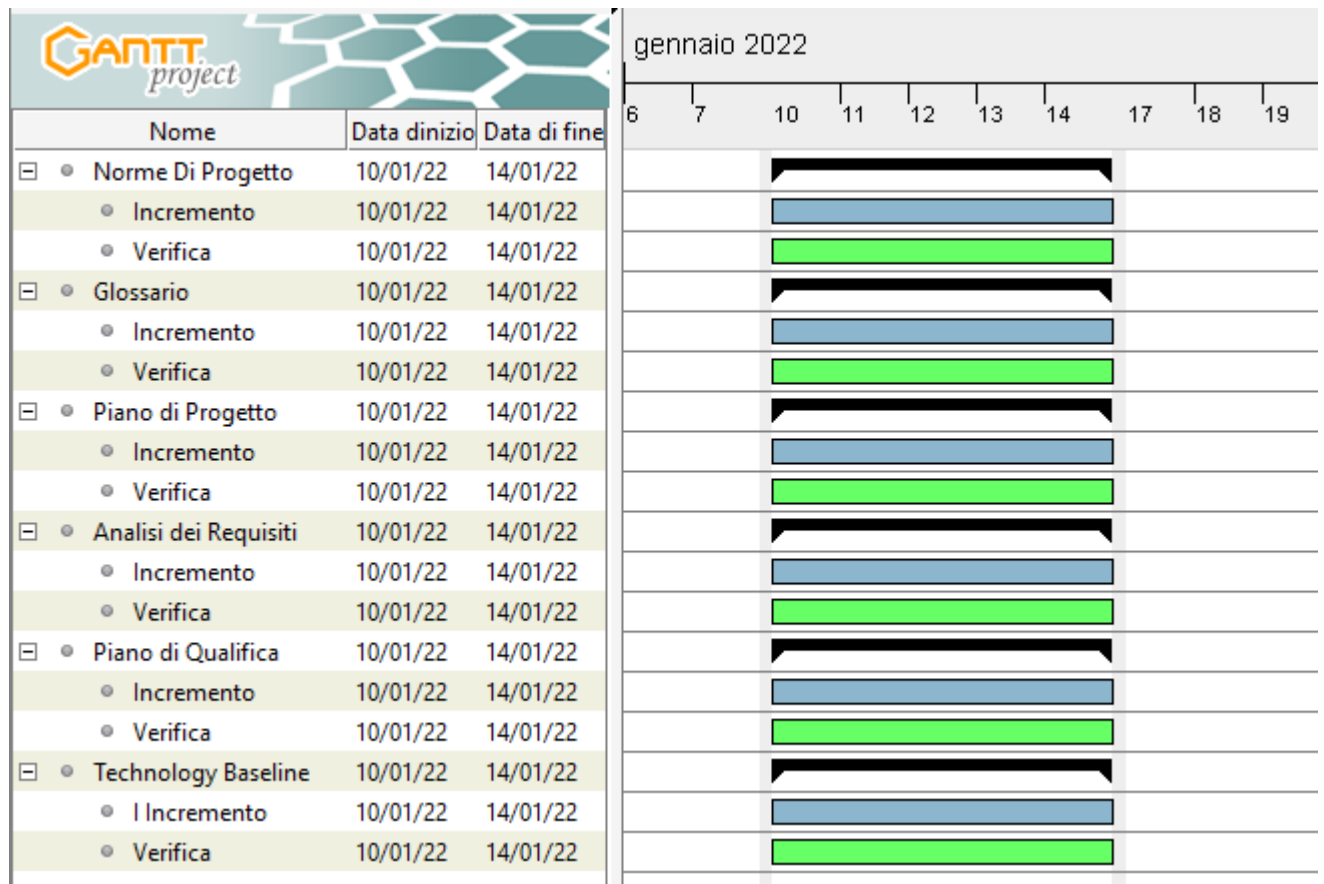 GANTT
project
gennaio 2022
6 7 10 11 12 13 14 17 18 19
Nome Data dinizio Data di fine
Norme Di Progetto 10/01/22 14/01/22
Incremento 10/01/22 14/01/22
Verifica 10/01/22 14/01/22
Glossario 10/01/22 14/01/22
Incremento 10/01/22 14/01/22
Verifica 10/01/22 14/01/22
Piano di Progetto 10/01/22 14/01/22
Incremento 10/01/22 14/01/22
Verifica 10/01/22 14/01/22
Analisi dei Requisiti 10/01/22 14/01/22
Incremento 10/01/22 14/01/22
Verifica 10/01/22 14/01/22
Piano di Qualifica 10/01/22 14/01/22
Incremento 10/01/22 14/01/22
Verifica 10/01/22 14/01/22
Technology Baseline 10/01/22 14/01/22
I Incremento 10/01/22 14/01/22
Verifica 10/01/22 14/01/22